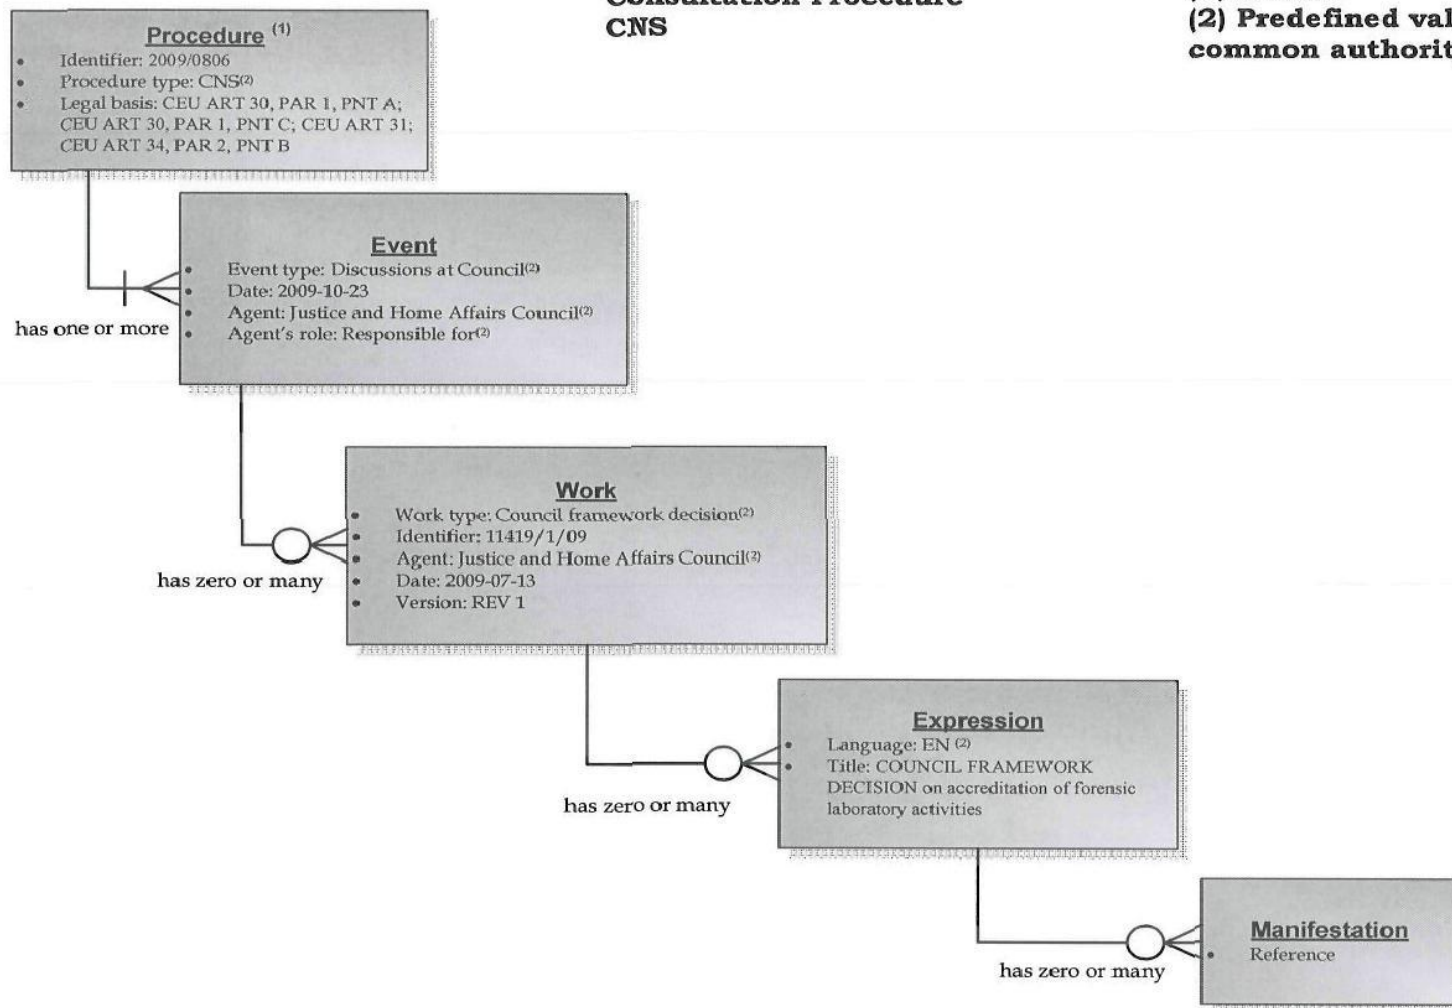 CNS
(2) Predefined
common
Procedure (1)
• Identifier: 2009/0806
• Procedure type: CNS(2)
• Legal basis: CEU ART 30, PAR 1, PNT A;
CEU ART 30, PAR 1, PNT C; CEU ART 31;
CEU ART 34, PAR 2, PNT B
has one or more
Event
• Event type: Discussions at Council(2)
• Date: 2009-10-23
• Agent: Justice and Home Affairs Council(2)
• Agent's role: Responsible for(2)
has zero or many
Work
• Work type: Council framework decision(2)
• Identifier: 11419/1/09
• Agent: Justice and Home Affairs Council(2)
• Date: 2009-07-13
• Version: REV 1
has zero or many
Expression
• Language: EN (2)
• Title: COUNCIL FRAMEWORK
DECISION on accreditation of forensic
laboratory activities
has zero or many
Manifestation
• Reference